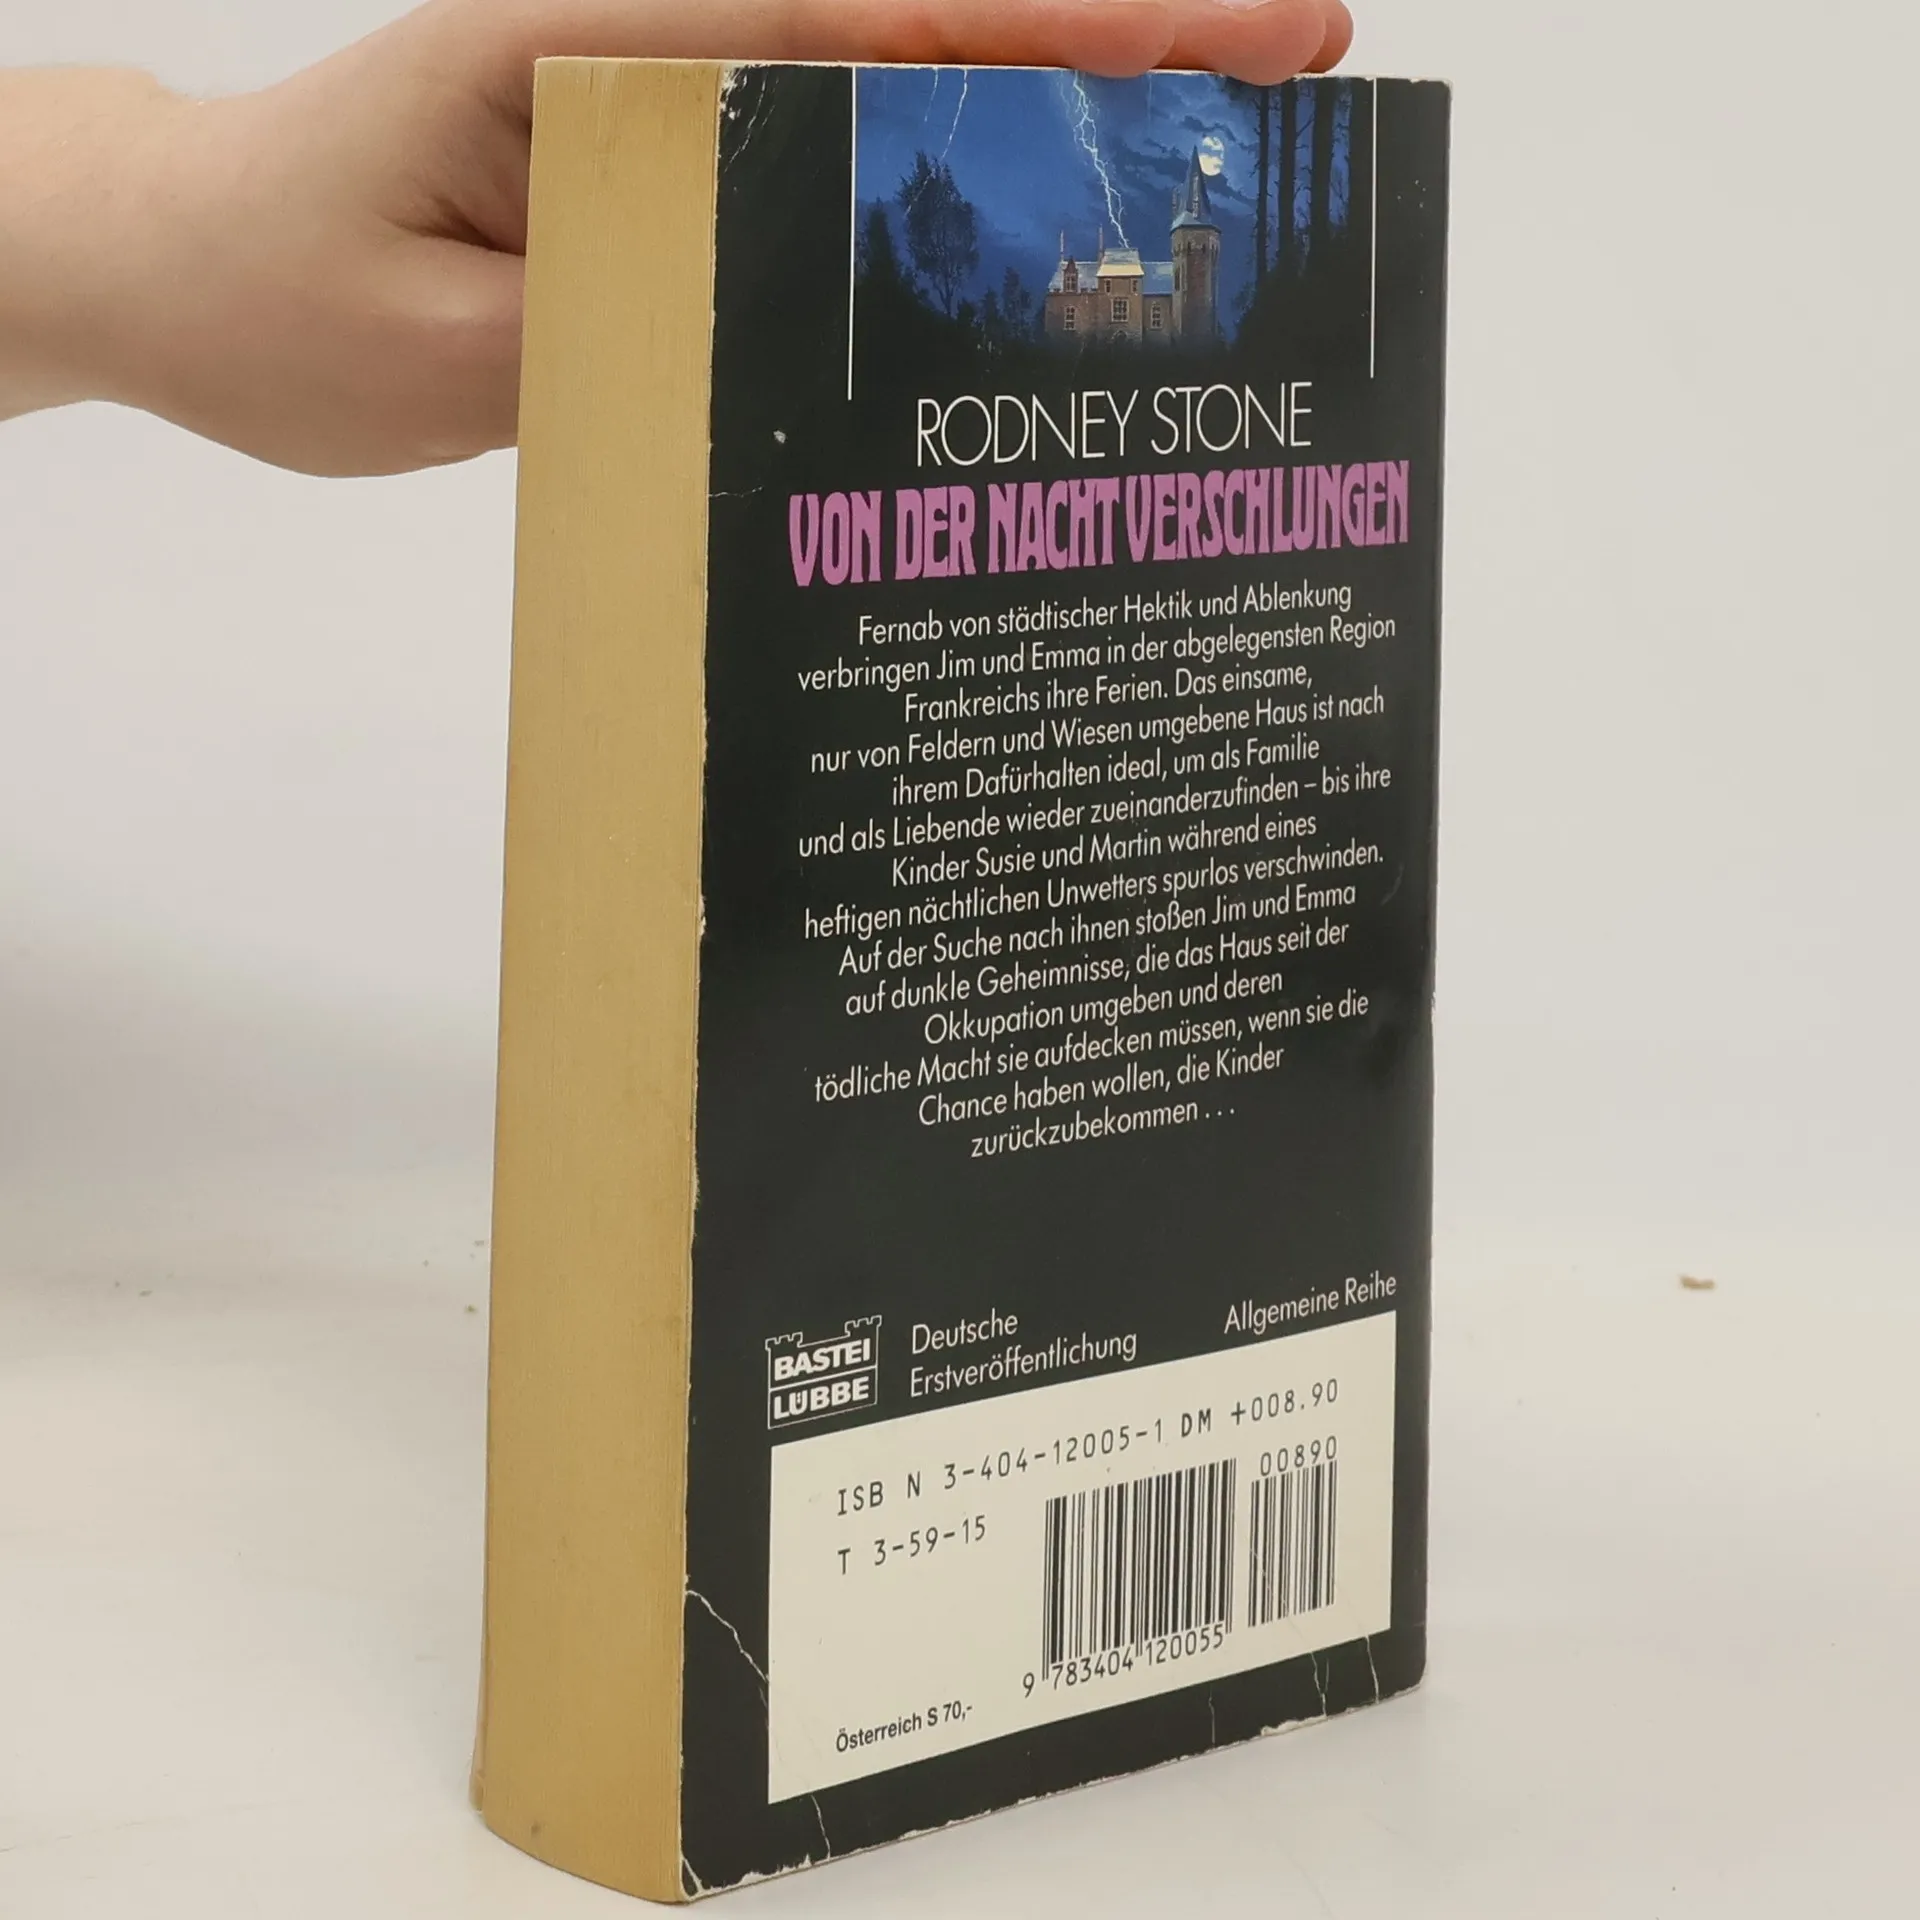 RODNEY STONE
VON DER NACHT VERSCHLUNGEN
Fernab von städtischer Hektik und Ablenkung
verbringen Jim und Emma in der abgelegensten Region
Frankreichs ihre Ferien. Das einsame,
nur von Feldern und Wiesen umgebene Haus ist nach
ihrem Dafürhalten ideal, um als Familie
und als Liebende wieder zueinanderzufinden – bis ihre
Kinder Susie und Martin während eines
heftigen nächtlichen Unwetters spurlos verschwinden.
Auf der Suche nach ihnen stoßen Jim und Emma
auf dunkle Geheimnisse, die das Haus seit der
Okkupation umgeben und deren
tödliche Macht sie aufdecken müssen, wenn sie die
Chance haben wollen, die Kinder
zurückzubekommen . . .
BASTEI
LÜBBE
Deutsche
Erstveröffentlichung
Allgemeine Reihe
ISB N 3-404-12005-1 DM +008.90
T 3-59-15
00890
9 783404 120055
Österreich S 70,-